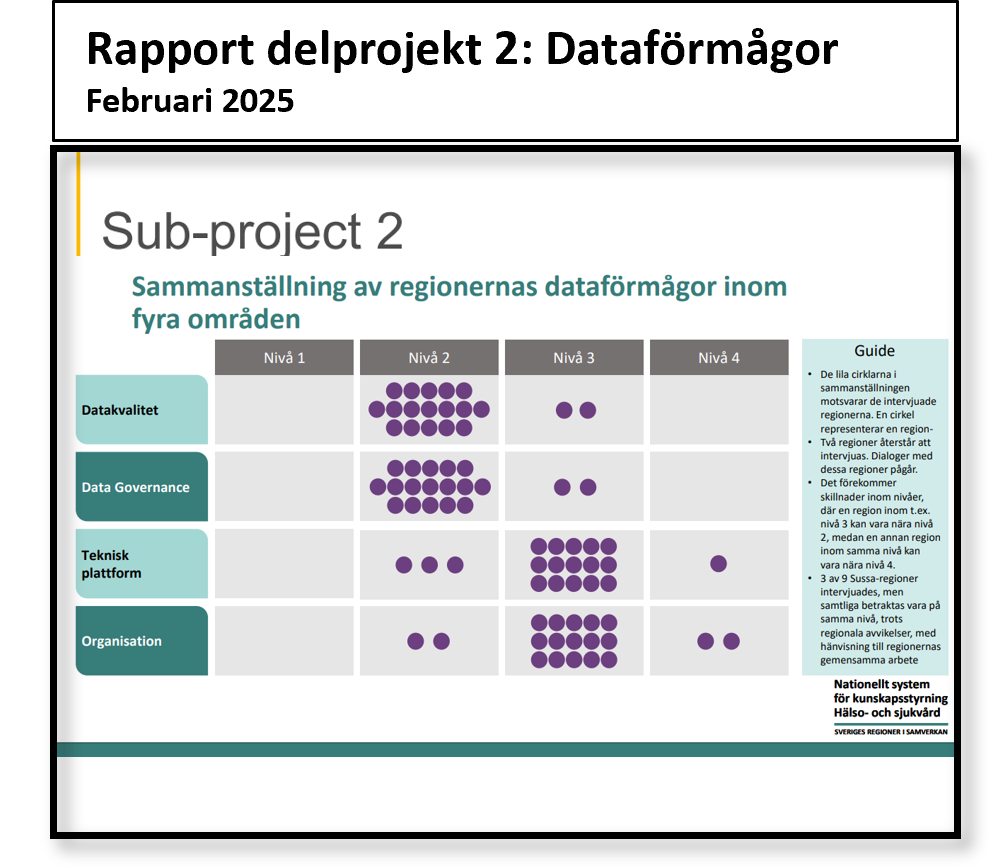 Rapport delprojekt 2: Dataförmågor
Februari 2025
Sub-project 2
Sammanställning av regionernas dataförmågor inom
fyra områden
Nivå 1
Nivå 2
Nivå 3
Nivå 4
Datakvalitet
Data Governance
Teknisk
plattform
Organisation
Guide
• De lila cirklarna i
sammanställningen
motsvarar de intervjuade
regionerna. En cirkel
representerar en region-
• Två regioner återstår att
intervjuas. Dialoger med
dessa regioner pågår.
• Det förekommer
skillnader inom nivåer,
där en region inom t.ex.
nivå 3 kan vara nära nivå
2, medan en annan region
inom samma nivå kan
vara nära nivå 4.
• 3 av 9 Sussa-regioner
intervjuades, men
samtliga betraktas vara på
samma nivå, trots
regionala avvikelser, med
hänvisning till regionernas
gemensamma arbete
Nationellt system
för kunskapsstyrning
Hälso- och sjukvård
SVERIGES REGIONER I SAMVERKAN